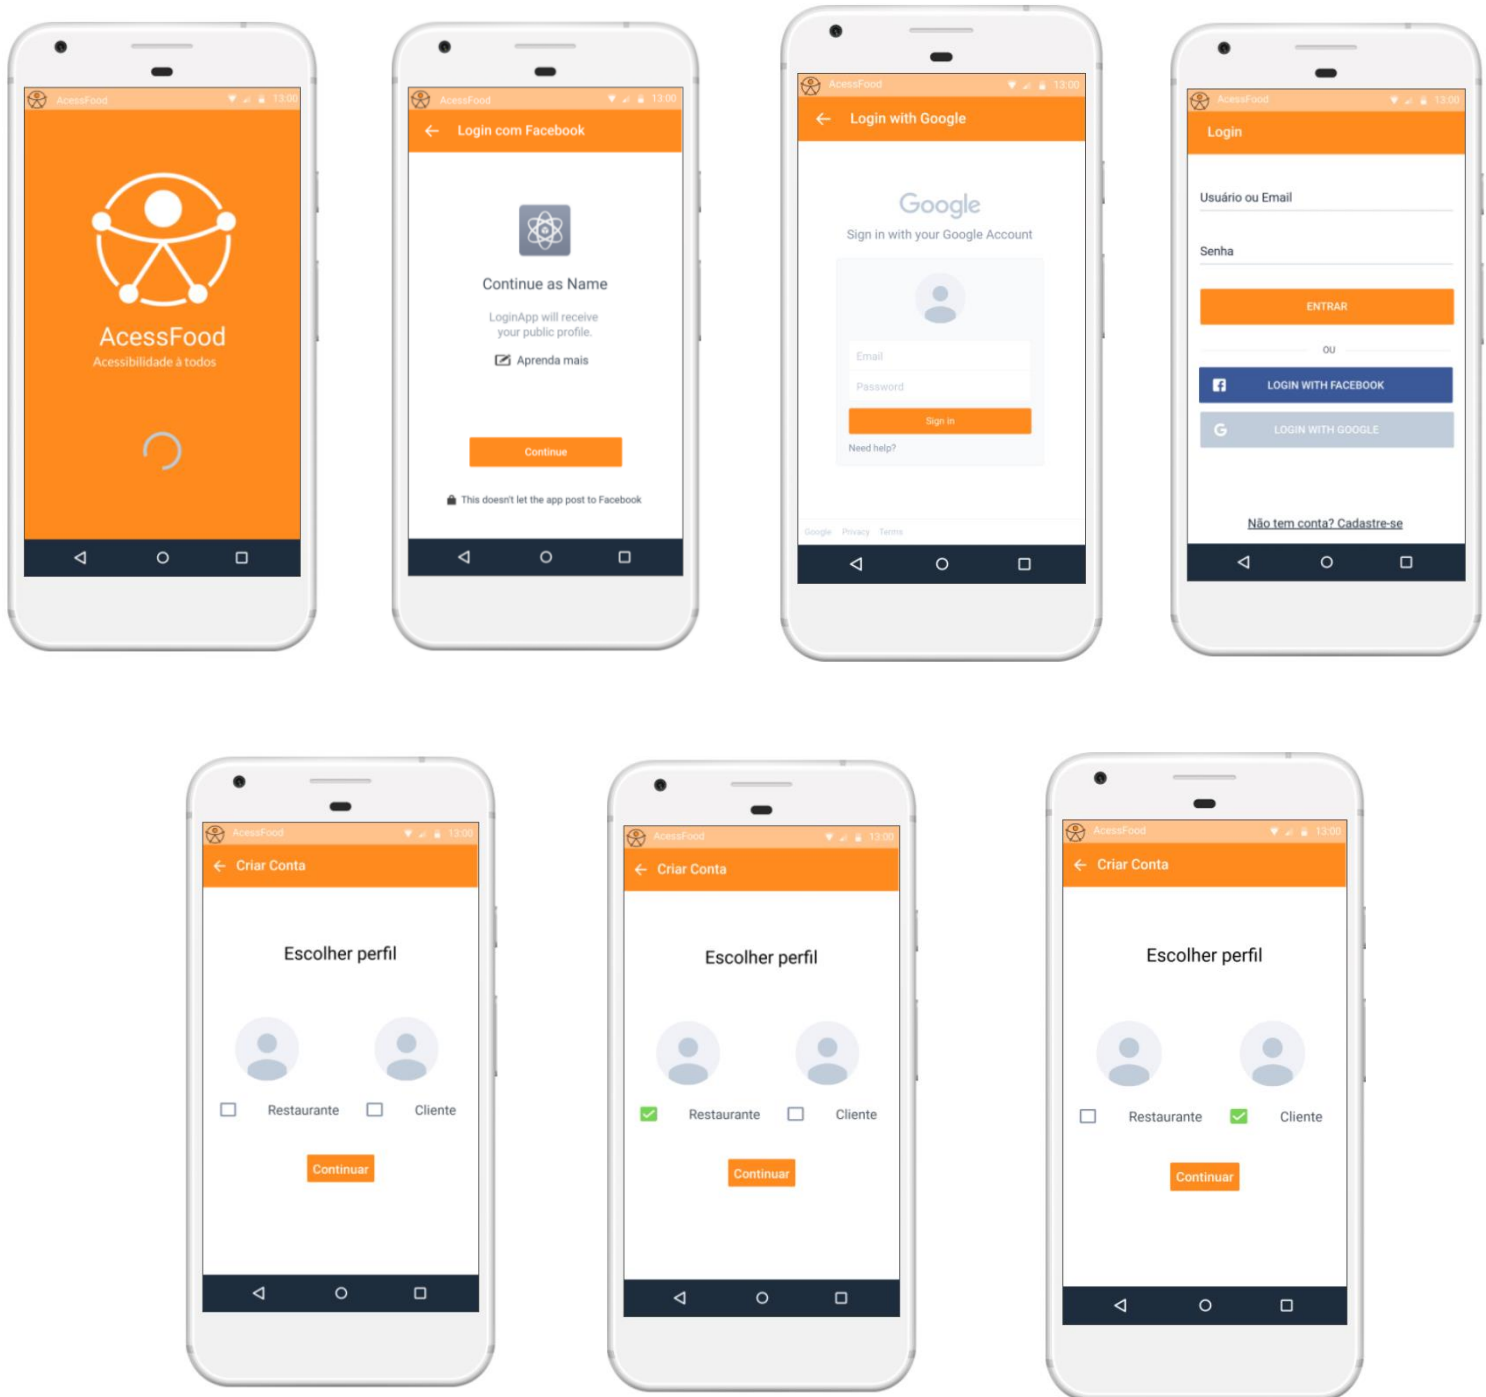 AcessFood 13:00
AcessFood
Acessibilidade à todos
AcessFood 13:00
Login com Facebook
Continue as Name
LoginApp will receive
your public profile.
Aprenda mais
Continue
This doesn't let the app post to Facebook
AcessFood 13:00
Login with Google
Google
Sign in with your Google Account
Email
Password
Sign in
Need help?
Google Privacy Terms
AcessFood 13:00
Login
Usuário ou Email
Senha
ENTRAR
OU
LOGIN WITH FACEBOOK
G LOGIN WITH GOOGLE
Não tem conta? Cadastre-se
AcessFood 13:00
Criar Conta
Escolher perfil
Restaurante Cliente
Continuar
AcessFood 13:00
Criar Conta
Escolher perfil
Restaurante Cliente
Continuar
AcessFood 13:00
Criar Conta
Escolher perfil
Restaurante Cliente
Continuar